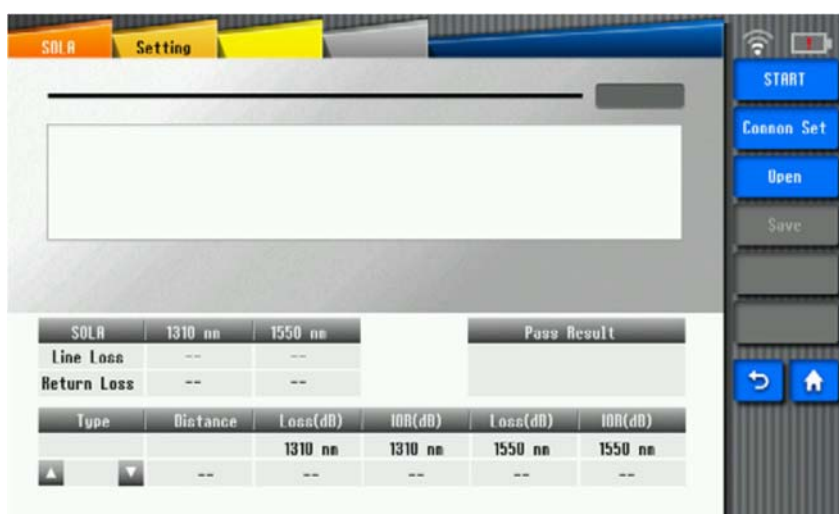 SOLA Setting
START
Connon Set
Open
Save
SOLA 1310 nm 1550 nm Pass Result
Line Loss -- --
Return Loss -- --
Type Distance Loss(dB) IOR(dB) Loss(dB) IOR(dB)
1310 nm 1310 nm 1550 nm 1550 nm
-- -- -- -- --